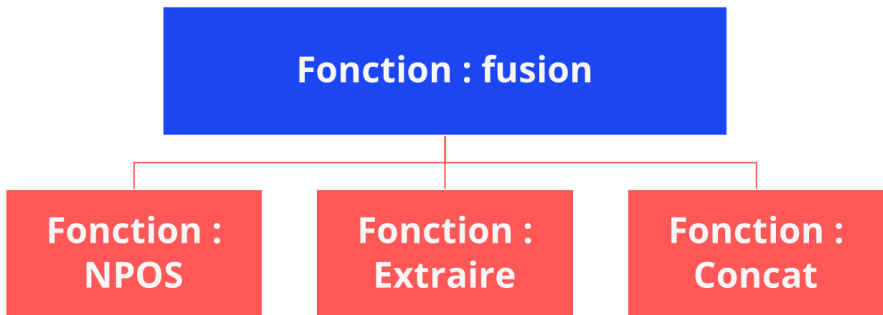 Fonction : fusion
Fonction :
NPOS
Fonction :
Extraire
Fonction :
Concat